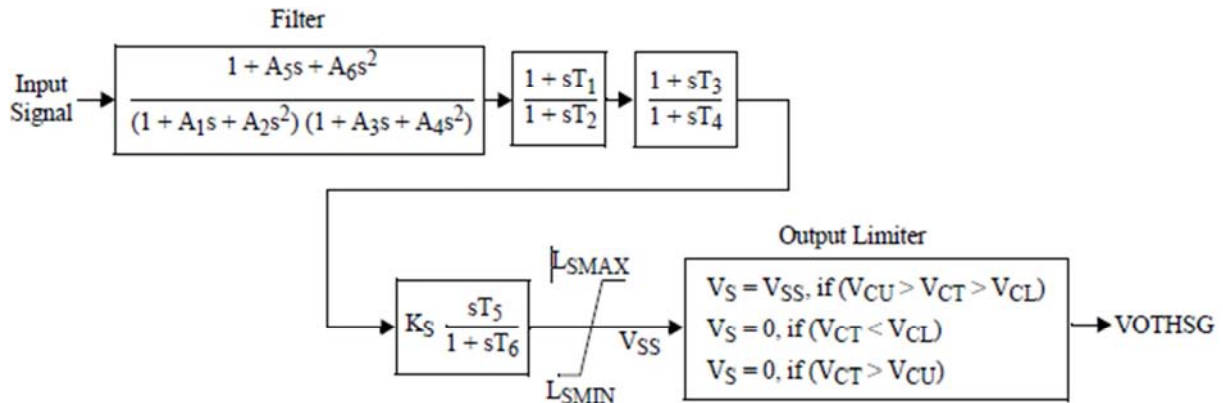 Filter
Input
Signal
1 + A5s + A6s²
(1 + A1s + A2s²) (1 + A3s + A4s²)
1 + sT1
1 + sT2
1 + sT3
1 + sT4
Output Limiter
LSMAX
KS sT5
1 + sT6
VSS
LSMIN
VS = VSS, if (VCU > VCT > VCL)
VS = 0, if (VCT < VCL)
VS = 0, if (VCT > VCU)
VOTHSG